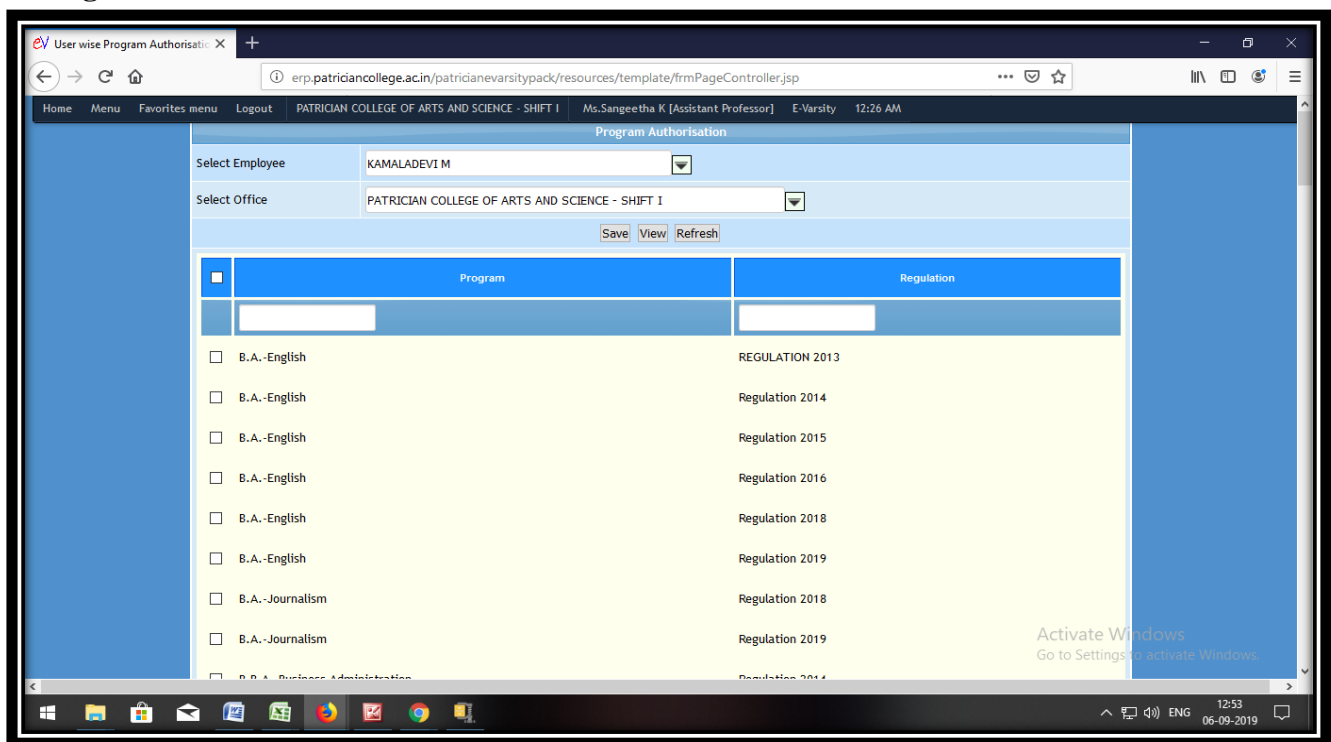 User wise Program Authorisatio
erp.patriciancollege.ac.in/patricianevarsitypack/resources/template/frmPageController.jsp
Home Menu Favorites menu Logout PATRICIAN COLLEGE OF ARTS AND SCIENCE - SHIFT I Ms.Sangeetha K [Assistant Professor] E-Varsity 12:26 AM
Program Authorisation
Select Employee KAMALADEVI M
Select Office PATRICIAN COLLEGE OF ARTS AND SCIENCE - SHIFT I
Save View Refresh
Program Regulation
B.A.-English REGULATION 2013
B.A.-English Regulation 2014
B.A.-English Regulation 2015
B.A.-English Regulation 2016
B.A.-English Regulation 2018
B.A.-English Regulation 2019
B.A.-Journalism Regulation 2018
B.A.-Journalism Regulation 2019
Activate Windows
Go to Settings to activate Windows.
B.B.A.-Business Administration Regulation 2014
ENG 12:53
06-09-2019